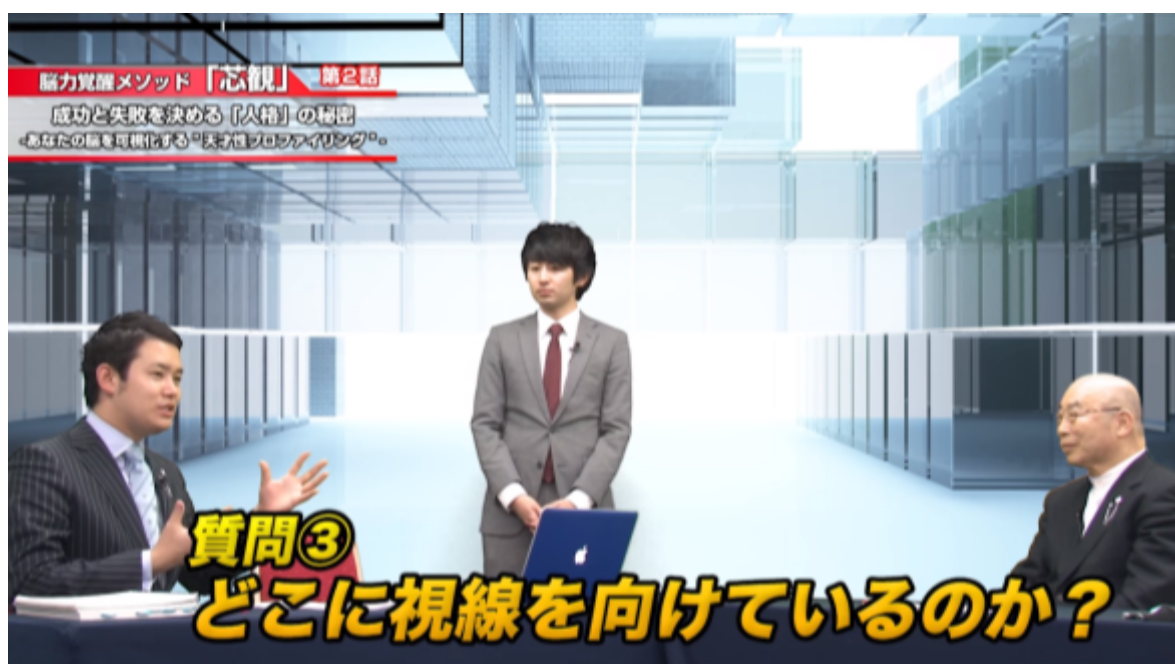 脳力覚醒メソッド「芯観」 第2話
成功と失敗を決める「人格」の秘密
-あなたの脳を可視化する"天才性プロファイリング"-
質問③
どこに視線を向けているのか?